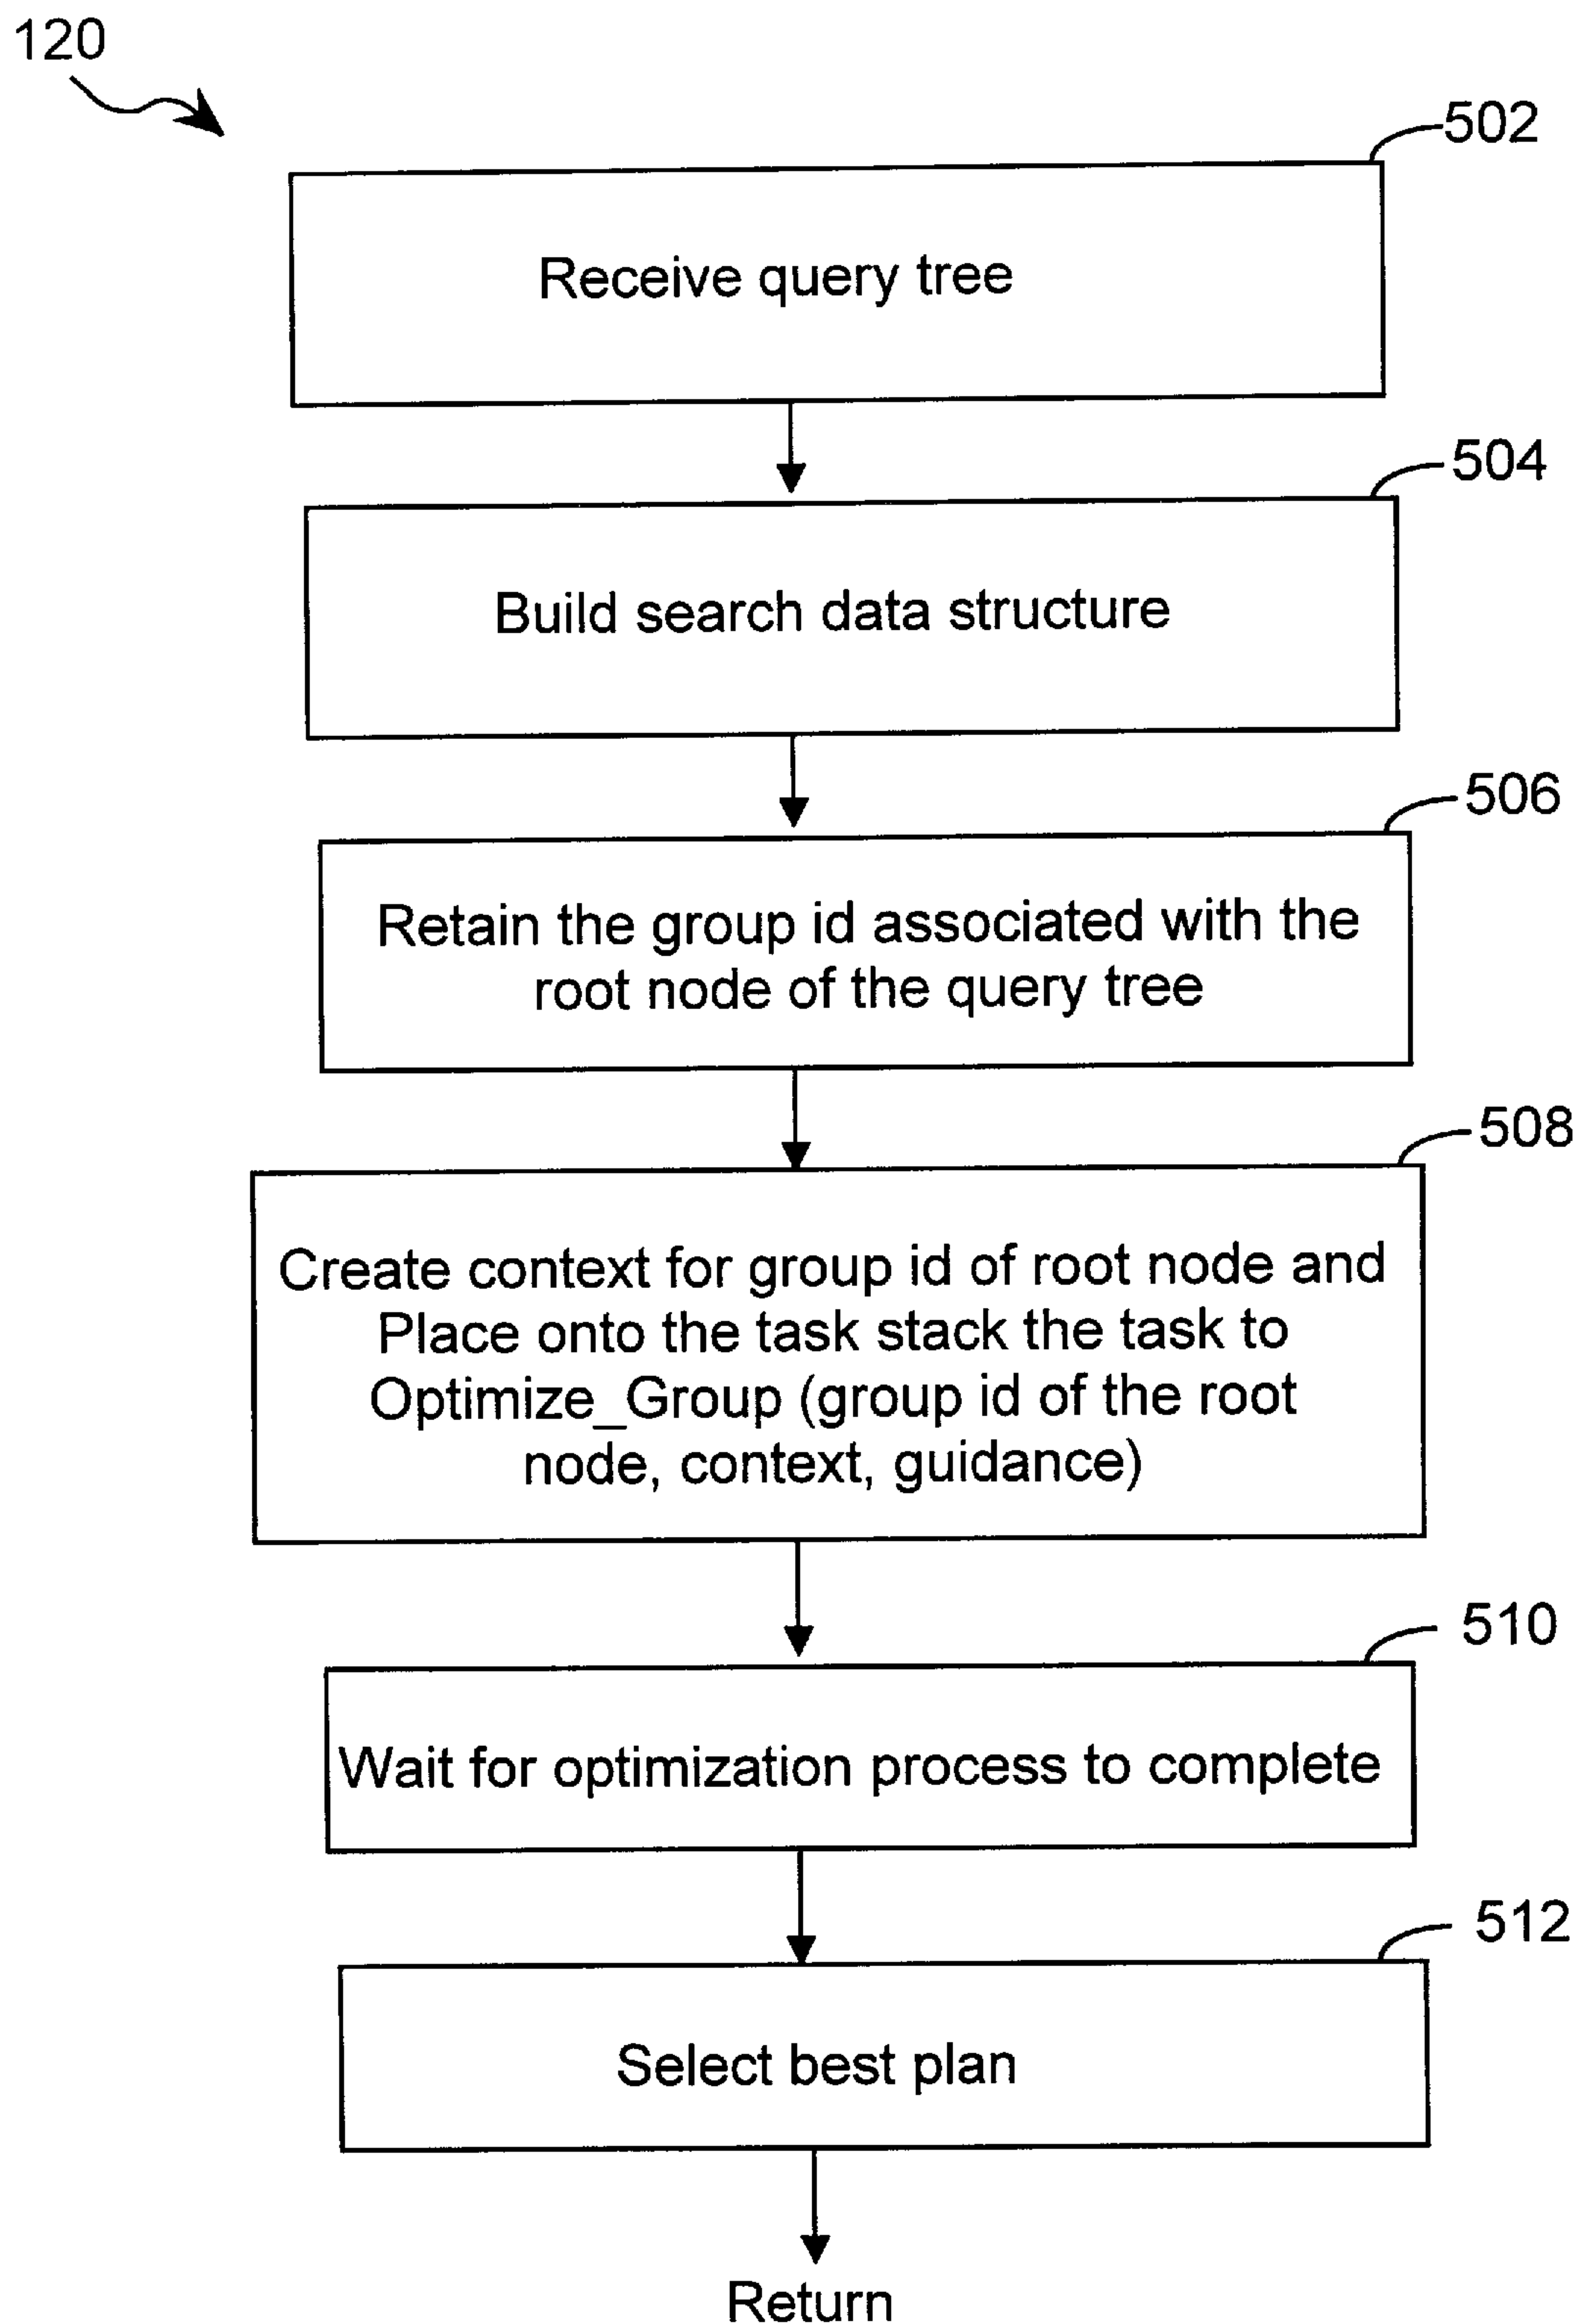 120
502
Receive query tree
504
Build search data structure
506
Retain the group id associated with the
root node of the query tree
508
Create context for group id of root node and
Place onto the task stack the task to
Optimize_Group (group id of the root
node, context, guidance)
510
Wait for optimization process to complete
512
Select best plan
Return